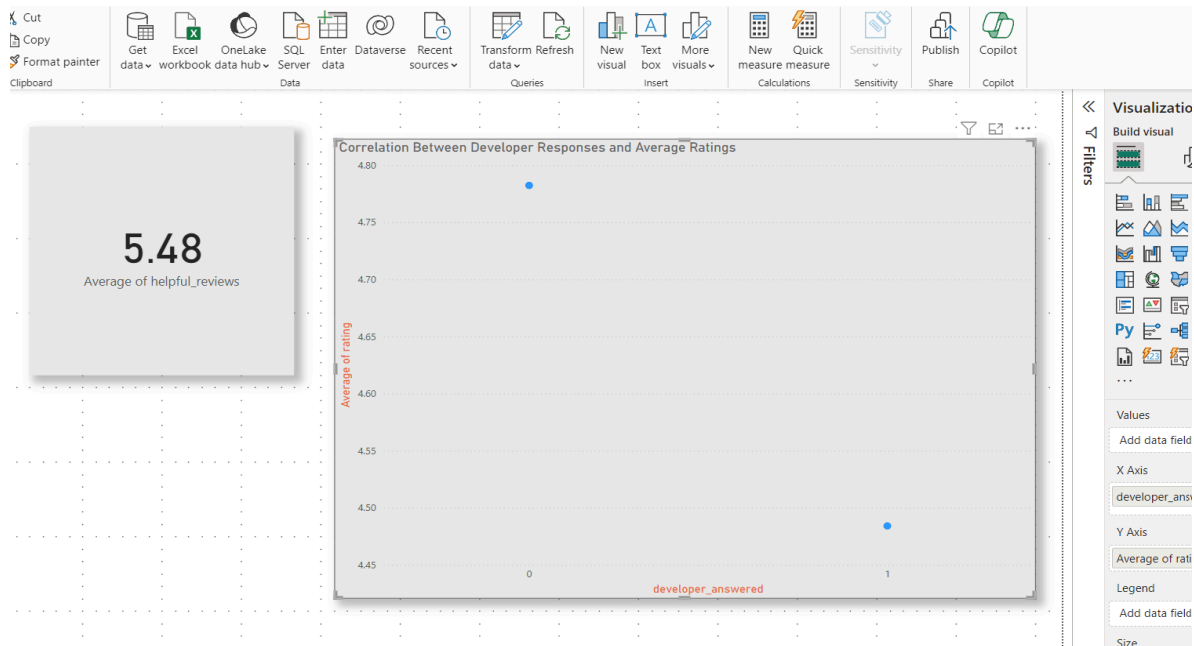 Cut
Copy
Format painter
Clipboard
Get data
Excel workbook
OneLake data hub
SQL Server
Enter data
Dataverse
Recent sources
Data
Transform data
Refresh
Queries
New visual
Text box
More visuals
Insert
New measure
Quick measure
Calculations
Sensitivity
Sensitivity
Publish
Share
Copilot
Copilot
5.48
Average of helpful_reviews
Correlation Between Developer Responses and Average Ratings
4.80
4.75
4.70
4.65
4.60
4.55
4.50
4.45
Average of rating
0
1
developer_answered
Filters
Visualizatio
Build visual
Py
123
...
Values
Add data field
X Axis
developer_ans
Y Axis
Average of rati
Legend
Add data field
Size